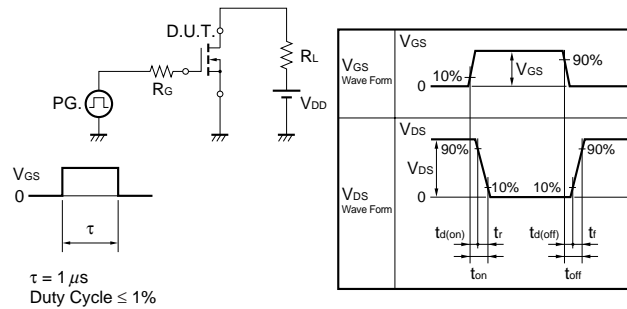 D.U.T.
RL
RG
PG.
VDD
VGS
0
τ
τ = 1 μs
Duty Cycle ≤ 1%
VGS
Wave Form
VGS
10%
VGS
90%
0
VDS
Wave Form
VDS
90%
VDS
10%
10%
90%
0
td(on)
tr
td(off)
tf
ton
toff